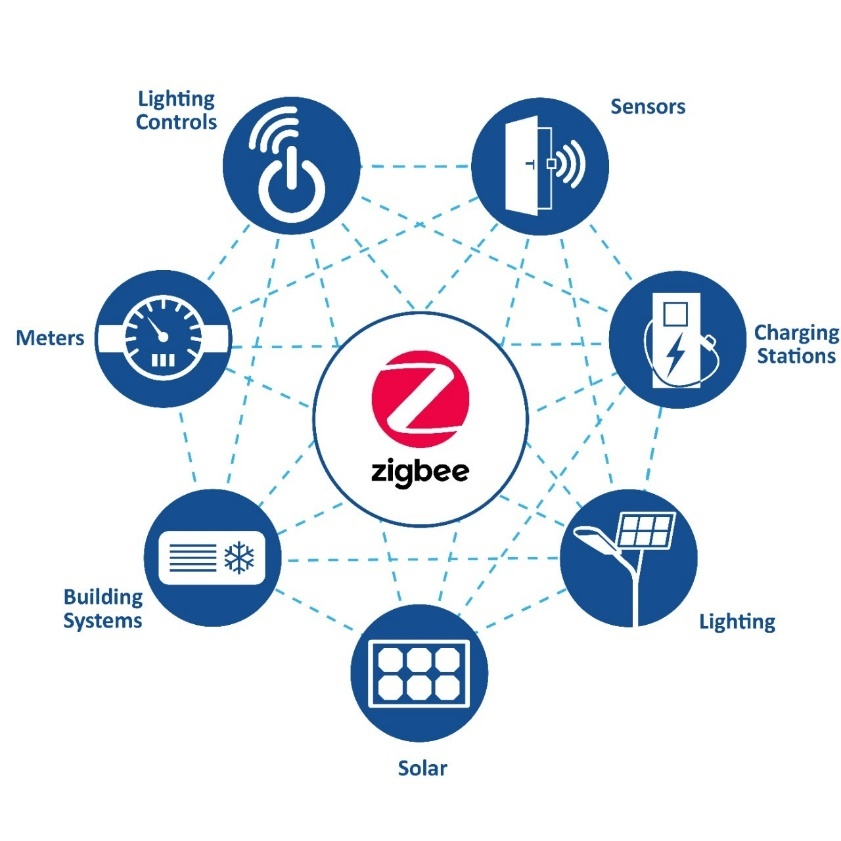 Lighting
Controls
Sensors
Meters
Charging
Stations
zigbee
Building
Systems
Lighting
Solar